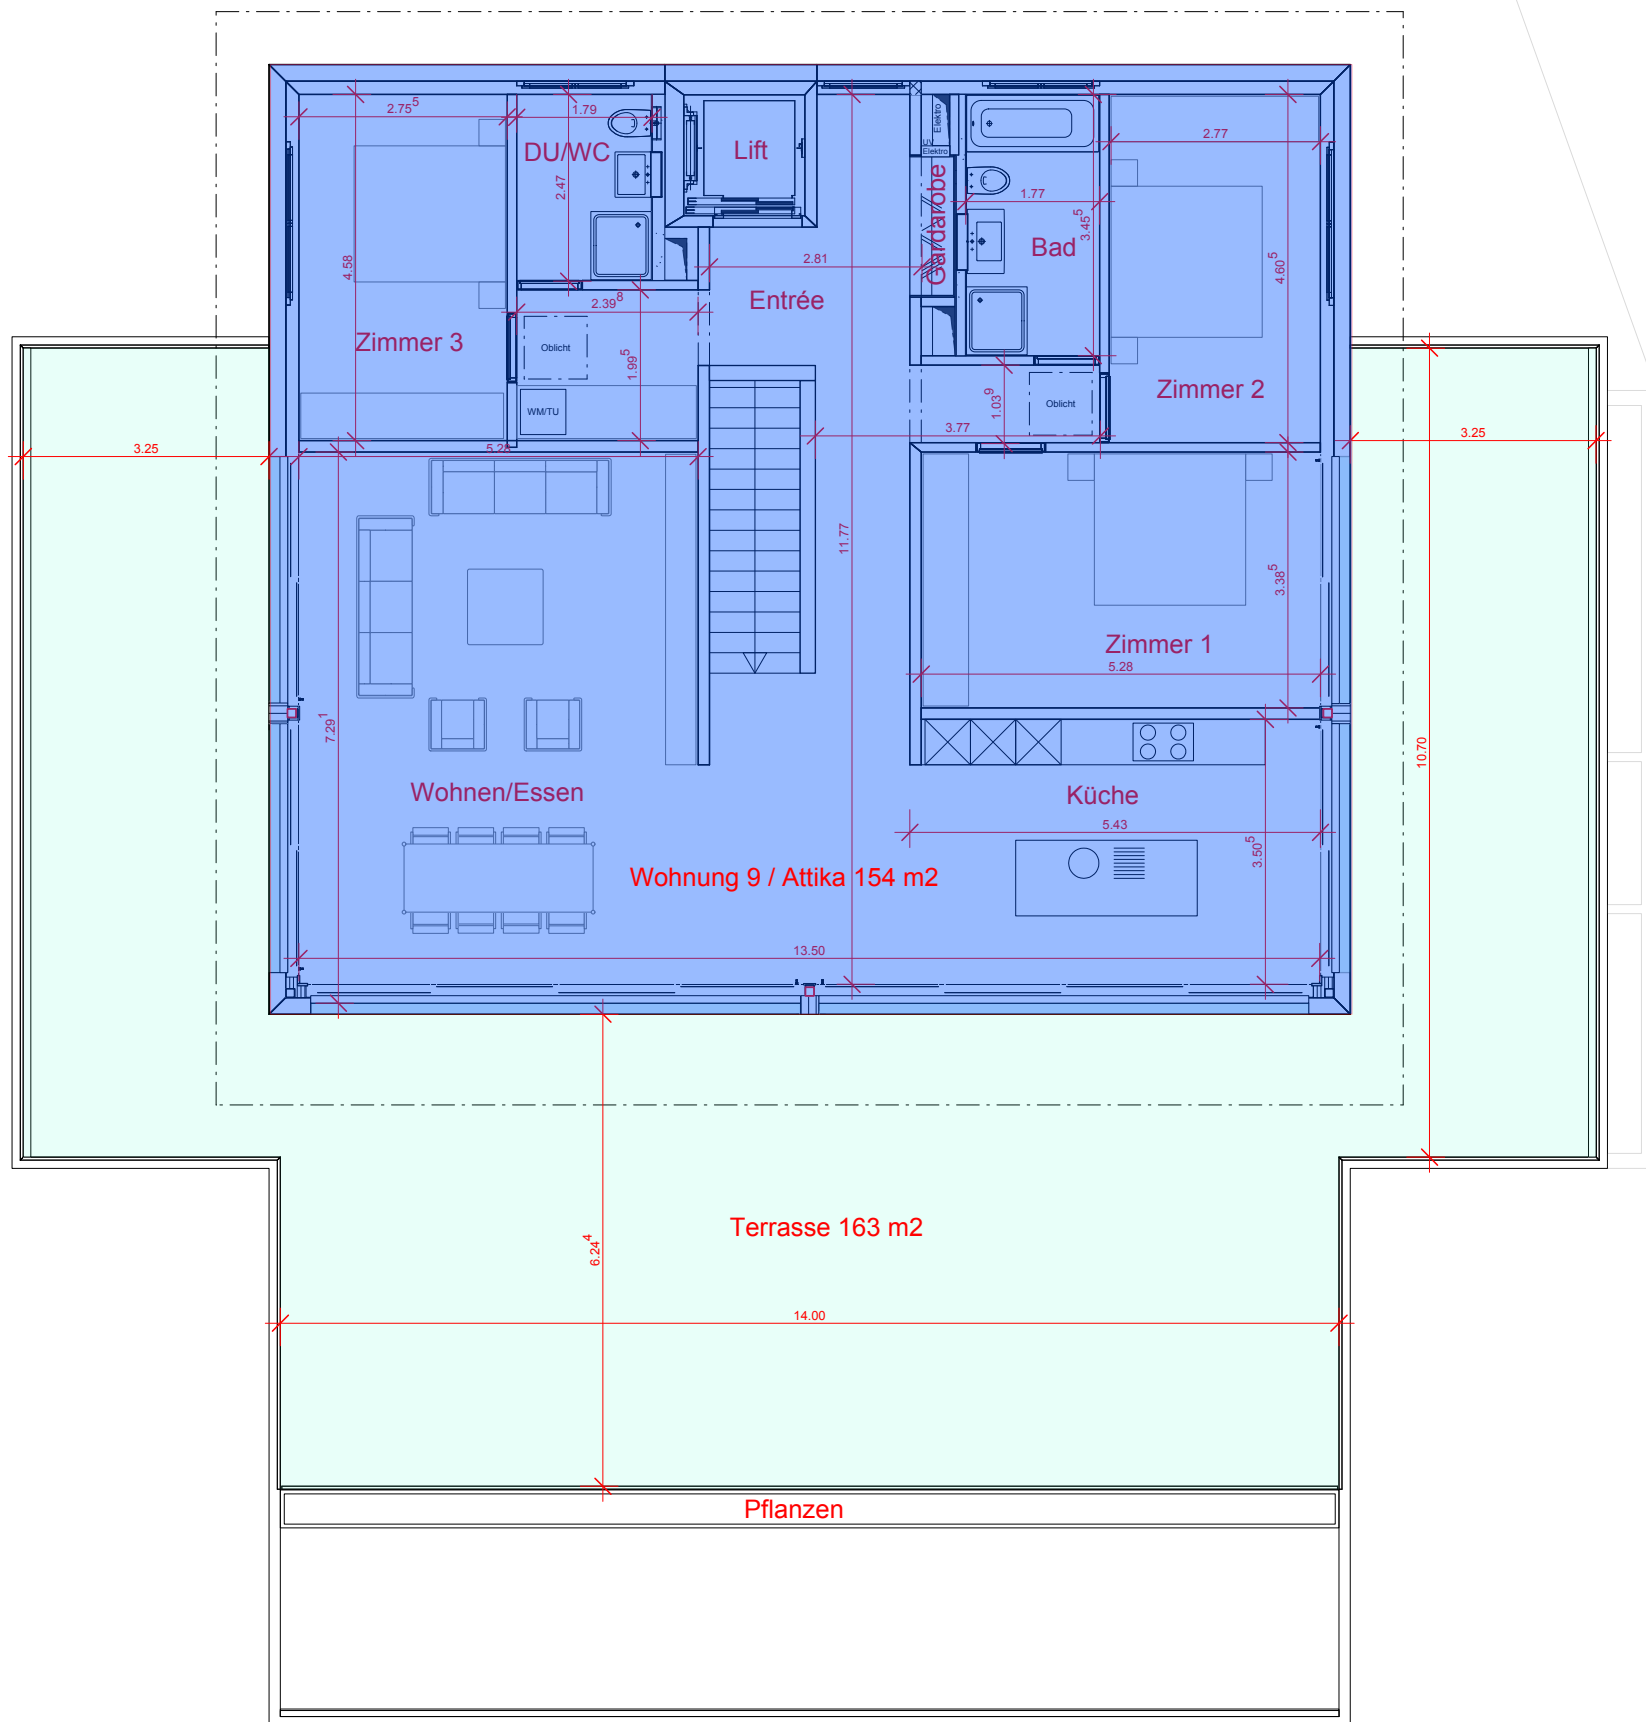 2.75⁵
1.79
DU/WC
2.47
Lift
Elektro
UV
Elektro
Gardarobe
2.77
1.77
3.45⁵
Bad
4.58
2.81
4.60⁵
Entrée
2.39⁸
Zimmer 3
Oblicht
1.99⁵
WM/TU
1.03⁹
Oblicht
Zimmer 2
3.77
3.25
5.28
3.25
11.77
3.38⁵
Zimmer 1
5.28
7.29¹
10.70
Wohnen/Essen
Küche
5.43
3.50⁵
Wohnung 9 / Attika 154 m2
13.50
Terrasse 163 m2
6.24⁴
14.00
Pflanzen